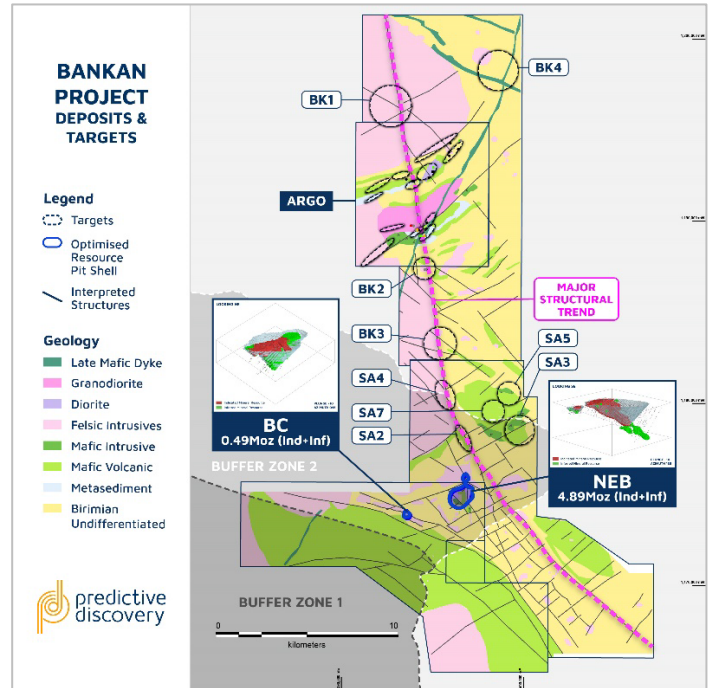 BANKAN
PROJECT
DEPOSITS &
TARGETS
Legend
Targets
Optimised
Resource
Pit Shell
Interpreted
Structures
Geology
Late Mafic Dyke
Granodiorite
Diorite
Felsic Intrusives
Mafic Intrusive
Mafic Volcanic
Metasediment
Birimian
Undifferentiated
predictive
discovery
BK4
BK1
ARGO
BK2
MAJOR
STRUCTURAL
TREND
BK3
SA5
SA3
SA4
SA7
SA2
BC
0.49Moz (Ind+Inf)
NEB
4.89Moz (Ind+Inf)
BUFFER ZONE 2
BUFFER ZONE 1
0 10
kilometers